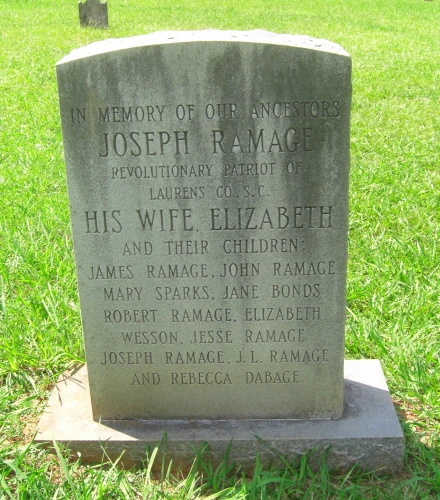 IN MEMORY OF OUR ANCESTORS
JOSEPH RAMAGE
REVOLUTIONARY PATRIOT OF
LAURENS CO. S.C.
HIS WIFE, ELIZABETH
AND THEIR CHILDREN:
JAMES RAMAGE, JOHN RAMAGE
MARY SPARKS, JANE BONDS
ROBERT RAMAGE, ELIZABETH
WESSON, JESSE RAMAGE
JOSEPH RAMAGE, J.L. RAMAGE
AND REBECCA DABAGE.